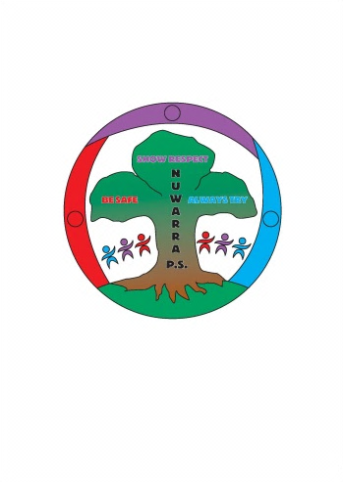 SHOW RESPECT
BE SAFE
ALWAYS TRY
NUWARRA
P.S.